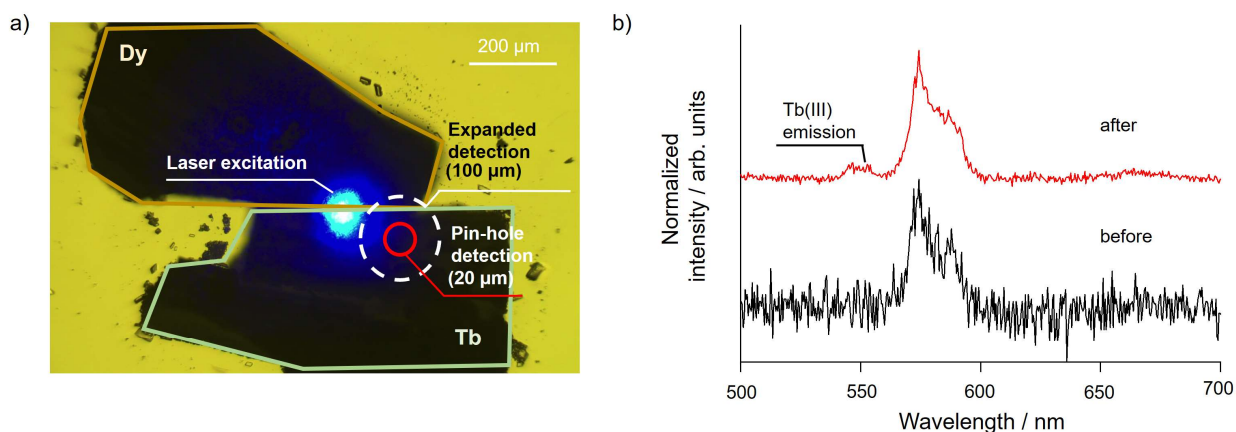 a)
Dy
200 µm
Laser excitation
Expanded
detection
(100 µm)
Pin-hole
detection
(20 µm)
Tb
b)
Normalized
intensity / arb. units
Tb(III)
emission
after
before
500
550
600
650
700
Wavelength / nm